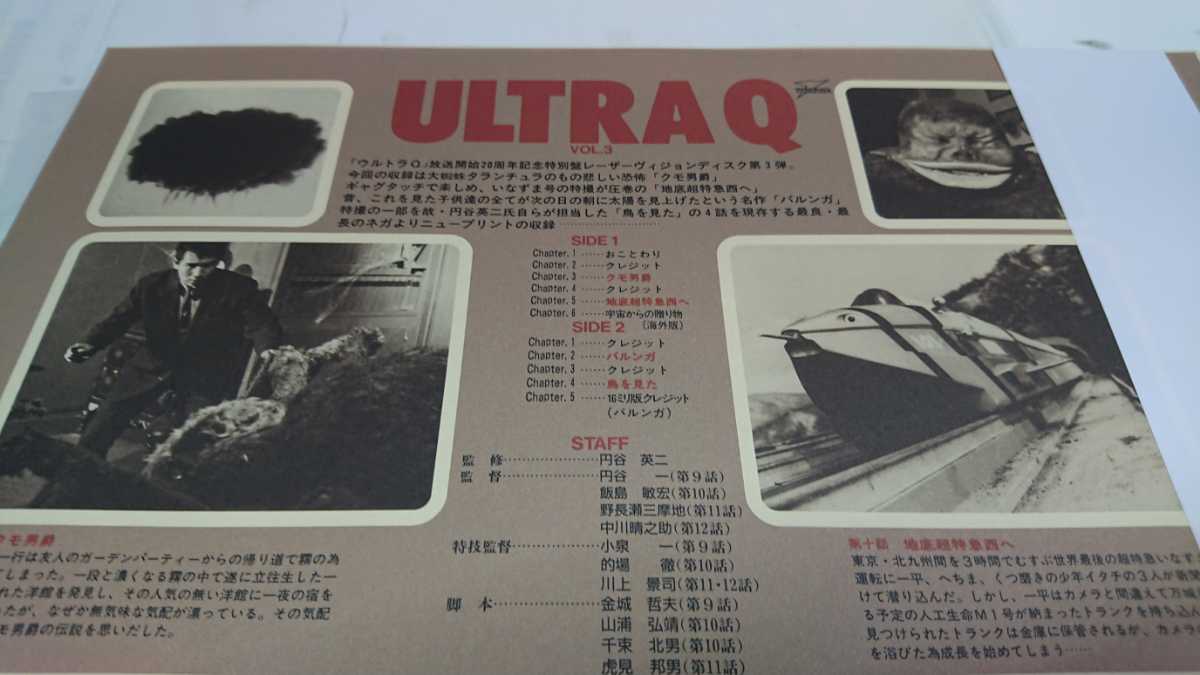 ULTRA Q
VOL.3
「ウルトラQ」放送開始20周年記念特別盤レーザーヴィジョンディスク第3弾。
今回の収録は大蜘蛛タランチュラのもの悲しい恐怖「クモ男爵」
ギャグタッチで楽しめ、いなずま号の特撮が圧巻の「地底超特急西へ」
昔、これを見た子供達の全てが次の日の朝に太陽を見上げたという名作「バルンガ」
特撮の一部を故・円谷英二氏自らが担当した「鳥を見た」の4話を現存する最良・最
長のネガよりニュープリントの収録……………………
SIDE 1
Chapter. 1 ……おことわり
Chapter. 2 ……クレジット
Chapter. 3 ……クモ男爵
Chapter. 4 ……クレジット
Chapter. 5 ……地底超特急西へ
Chapter. 6 ……宇宙からの贈り物
(海外版)
SIDE 2
Chapter. 1 ……クレジット
Chapter. 2 ……バルンガ
Chapter. 3 ……クレジット
Chapter. 4 ……鳥を見た
Chapter. 5 ……16ミリ版クレジット
(バルンガ)
STAFF
監 修………………円谷 英二
監 督………………円谷 一(第9話)
飯島 敏宏(第10話)
野長瀬三摩地(第11話)
中川晴之助(第12話)
特技監督………………小泉 一(第9話)
的場 徹(第10話)
川上 景司(第11・12話)
脚 本………………金城 哲夫(第9話)
山浦 弘靖(第10話)
千束 北男(第10話)
虎見 邦男(第11話)
クモ男爵
一行は友人のガーデンパーティーからの帰り道で霧の為
てしまった。一段と濃くなる霧の中で遂に立往生した一
れた洋館を発見し、その人気の無い洋館に一夜の宿を
ったが、なぜか無気味な気配が漂っている。その気配
モ男爵の伝説を思いだした。
第十話 地底超特急西へ
東京・北九州間を3時間でむすぶ世界最後の超特急いなず
運転に一平、へちま、くつ磨きの少年イタチの3人が新聞
けて潜り込んだ。しかし、一平はカメラと間違えて万城
る予定の人工生命M1号が納まったトランクを持ち込ん
見つけられたトランクは金庫に保管されるが、カメラ
を浴びた為成長を始めてしまう……